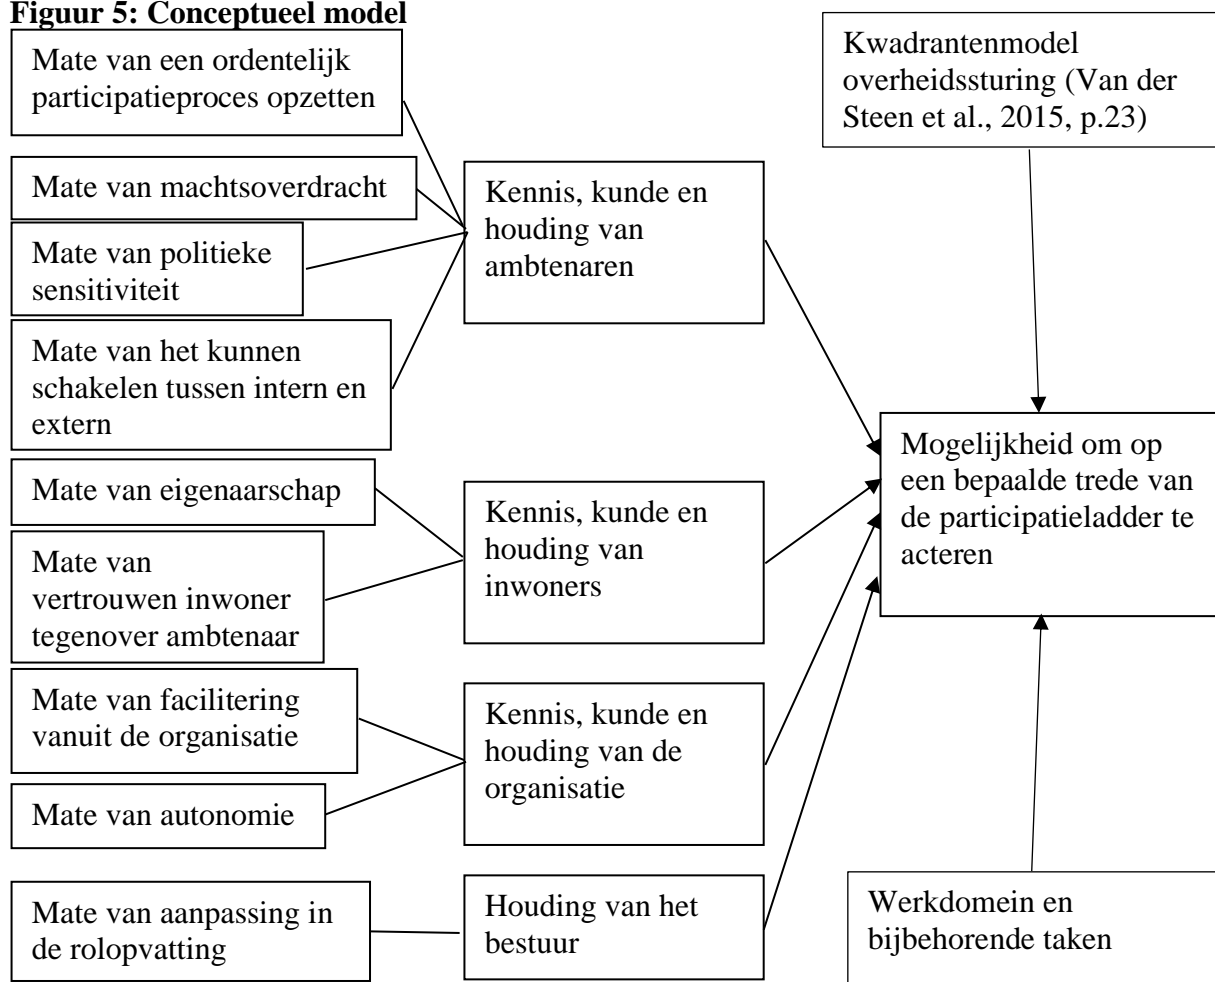 Figuur 5: Conceptueel model
Mate van een ordentelijk
participatieproces opzetten
Mate van machtsoverdracht
Mate van politieke
sensitiviteit
Mate van het kunnen
schakelen tussen intern en
extern
Mate van eigenaarschap
Mate van
vertrouwen inwoner
tegenover ambtenaar
Mate van facilitering
vanuit de organisatie
Mate van autonomie
Mate van aanpassing in
de rolopvatting
Kennis, kunde en
houding van
ambtenaren
Kennis, kunde en
houding van
inwoners
Kennis, kunde en
houding van de
organisatie
Houding van het
bestuur
Kwadrantenmodel
overheidssturing (Van der
Steen et al., 2015, p.23)
Mogelijkheid om op
een bepaalde trede van
de participatieladder te
acteren
Werkdomein en
bijbehorende taken